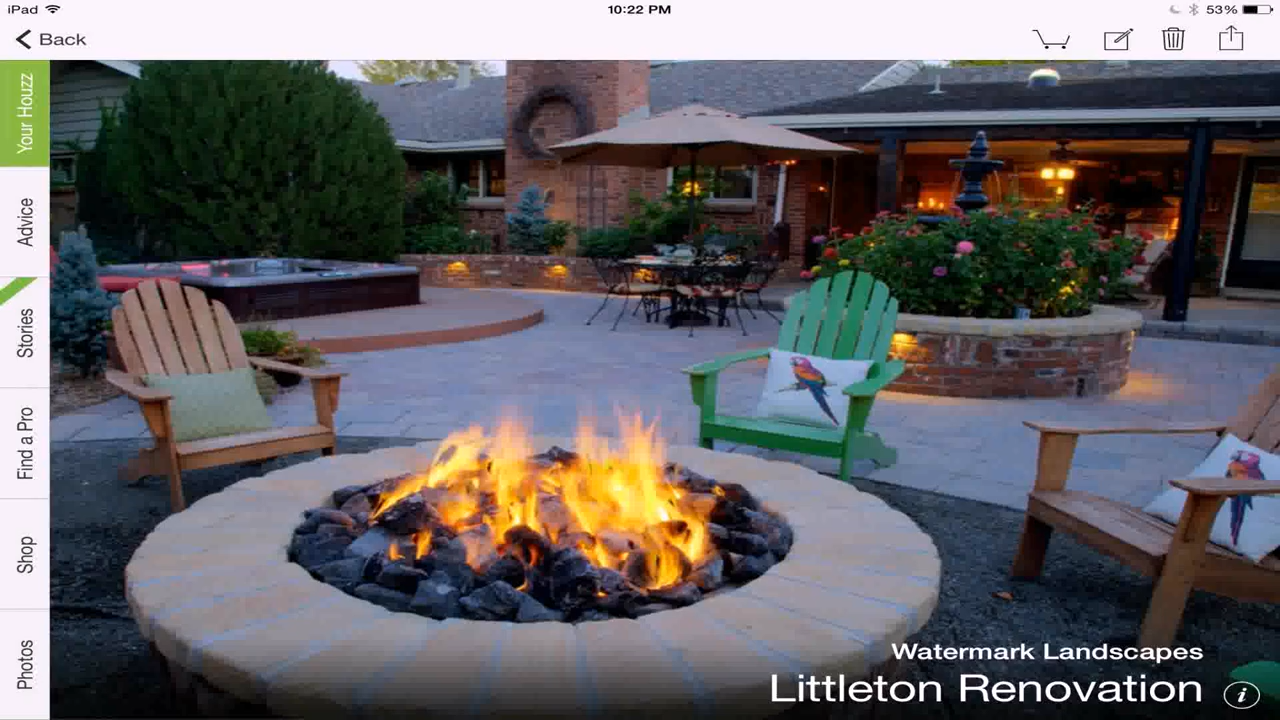 iPad
10:22 PM
53%
Back
Your Houzz
Advice
Stories
Find a Pro
Shop
Photos
Watermark Landscapes
Littleton Renovation
i